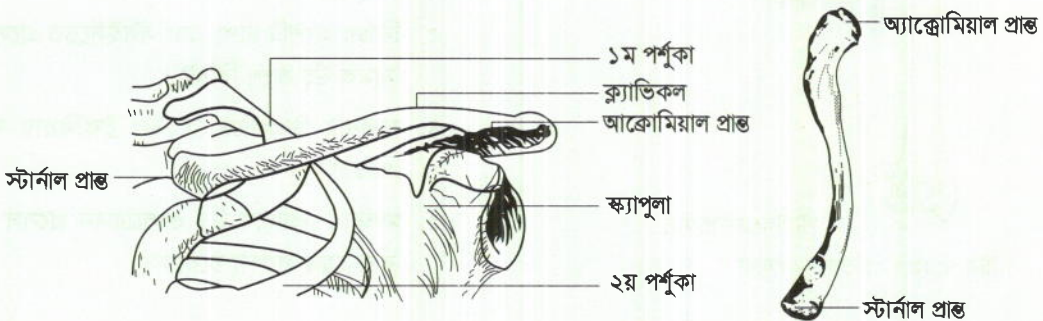 ১ম পর্শুকা
ক্ল্যাভিকল
আক্রোমিয়াল প্রান্ত
স্টার্নাল প্রান্ত
স্ক্যাপুলা
২য় পর্শুকা
অ্যাক্রোমিয়াল প্রান্ত
স্টার্নাল প্রান্ত